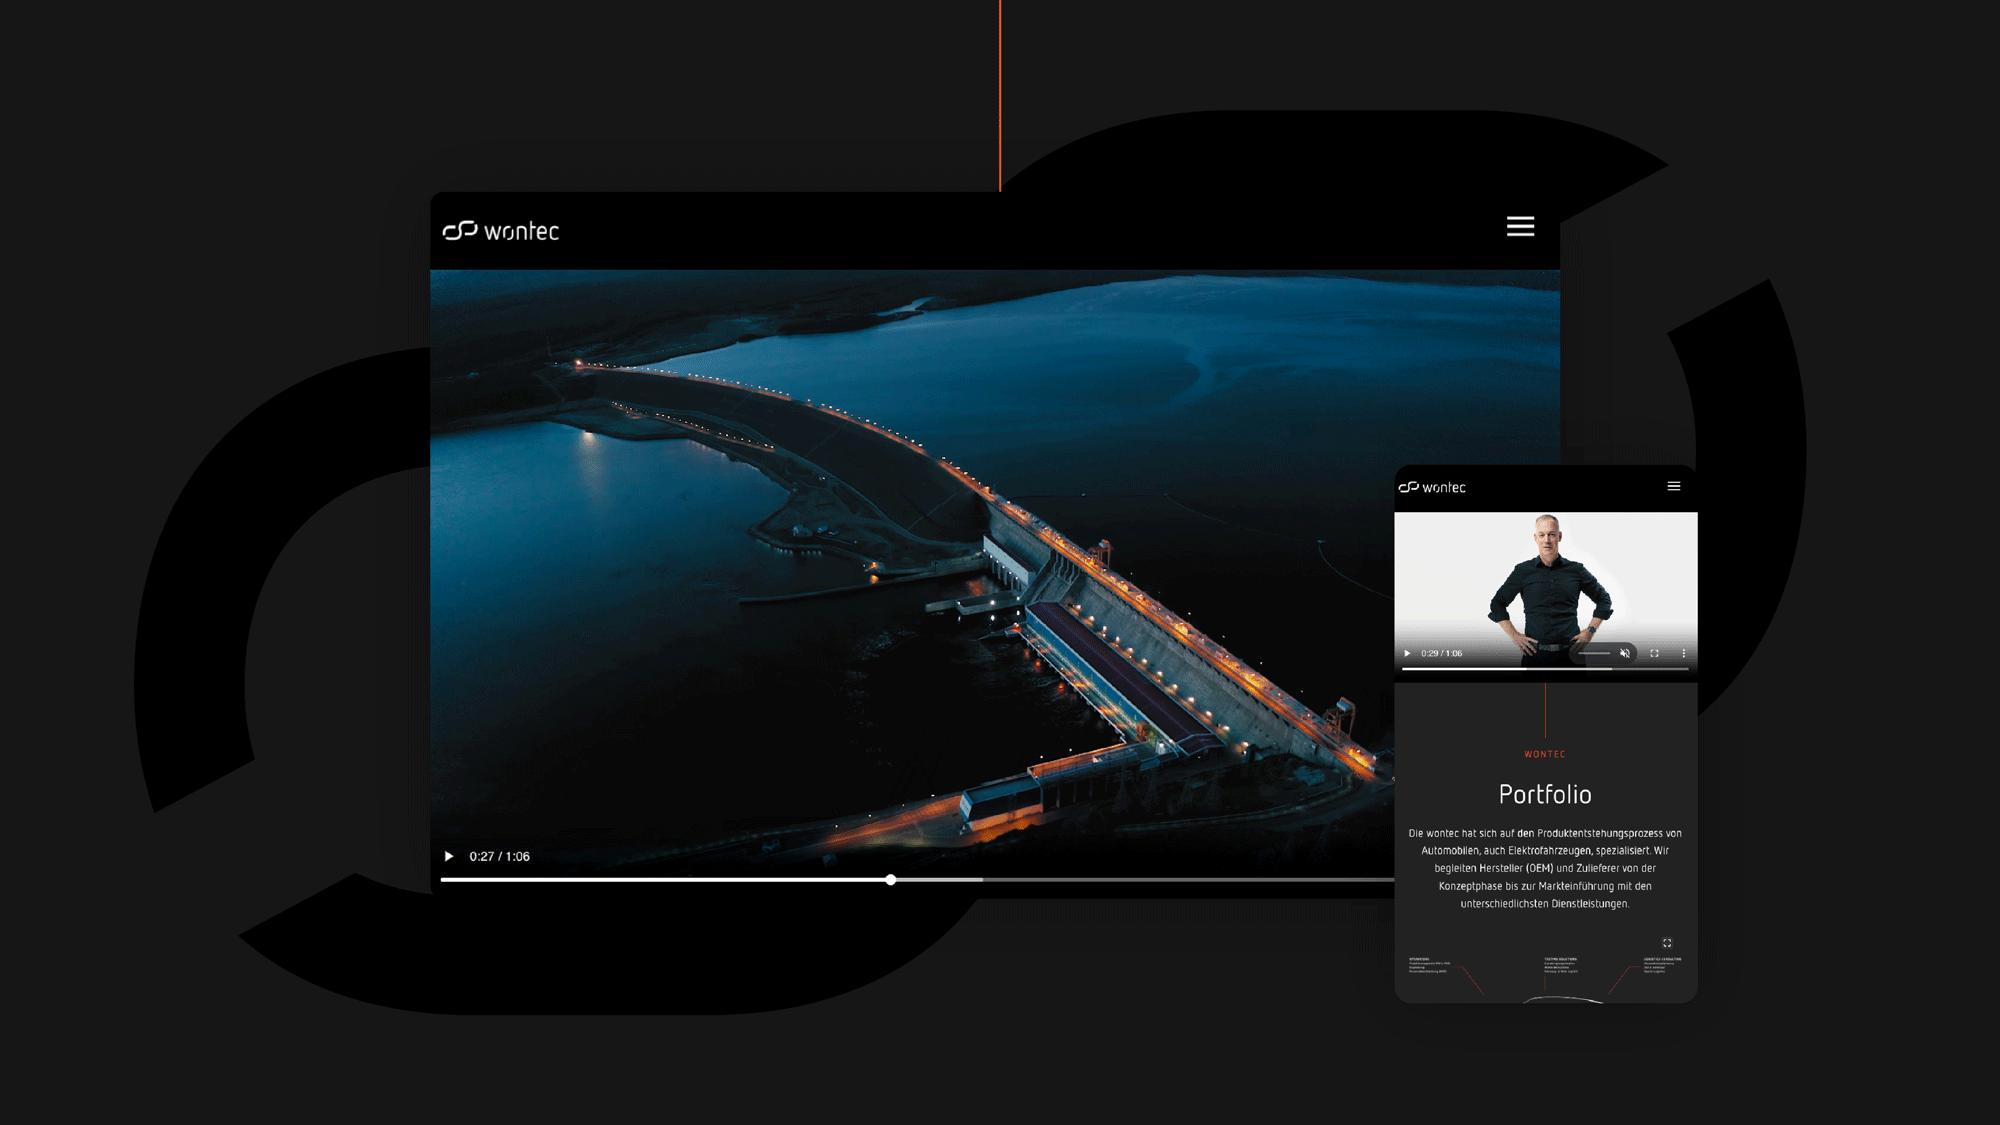 wontec
0:27 / 1:06
wontec
0:29 / 1:06
WONTEC
Portfolio
Die wontec hat sich auf den Produktentstehungsprozess von
Automobilen, auch Elektrofahrzeugen, spezialisiert. Wir
begleiten Hersteller (OEM) und Zulieferer von der
Konzeptphase bis zur Markteinführung mit den
unterschiedlichsten Dienstleistungen.